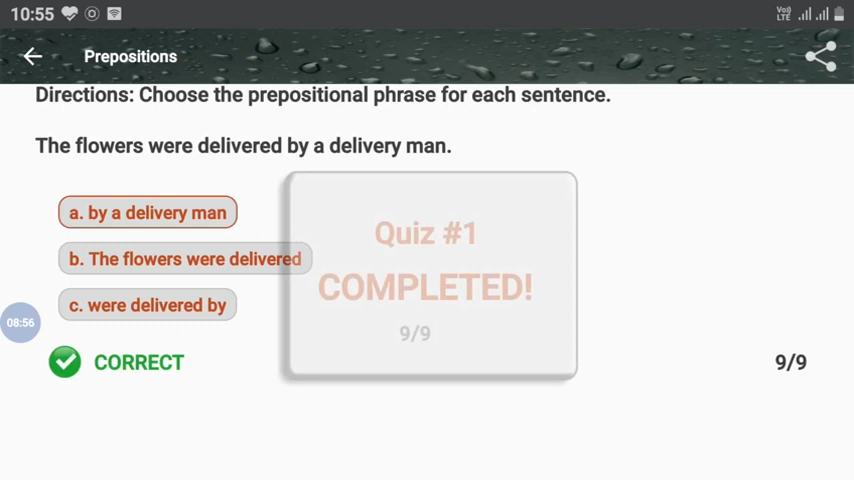 10:55
Vo))
LTE
Prepositions
Directions: Choose the prepositional phrase for each sentence.
The flowers were delivered by a delivery man.
a. by a delivery man
b. The flowers were delivered
c. were delivered by
Quiz #1
COMPLETED!
9/9
08:56
CORRECT
9/9